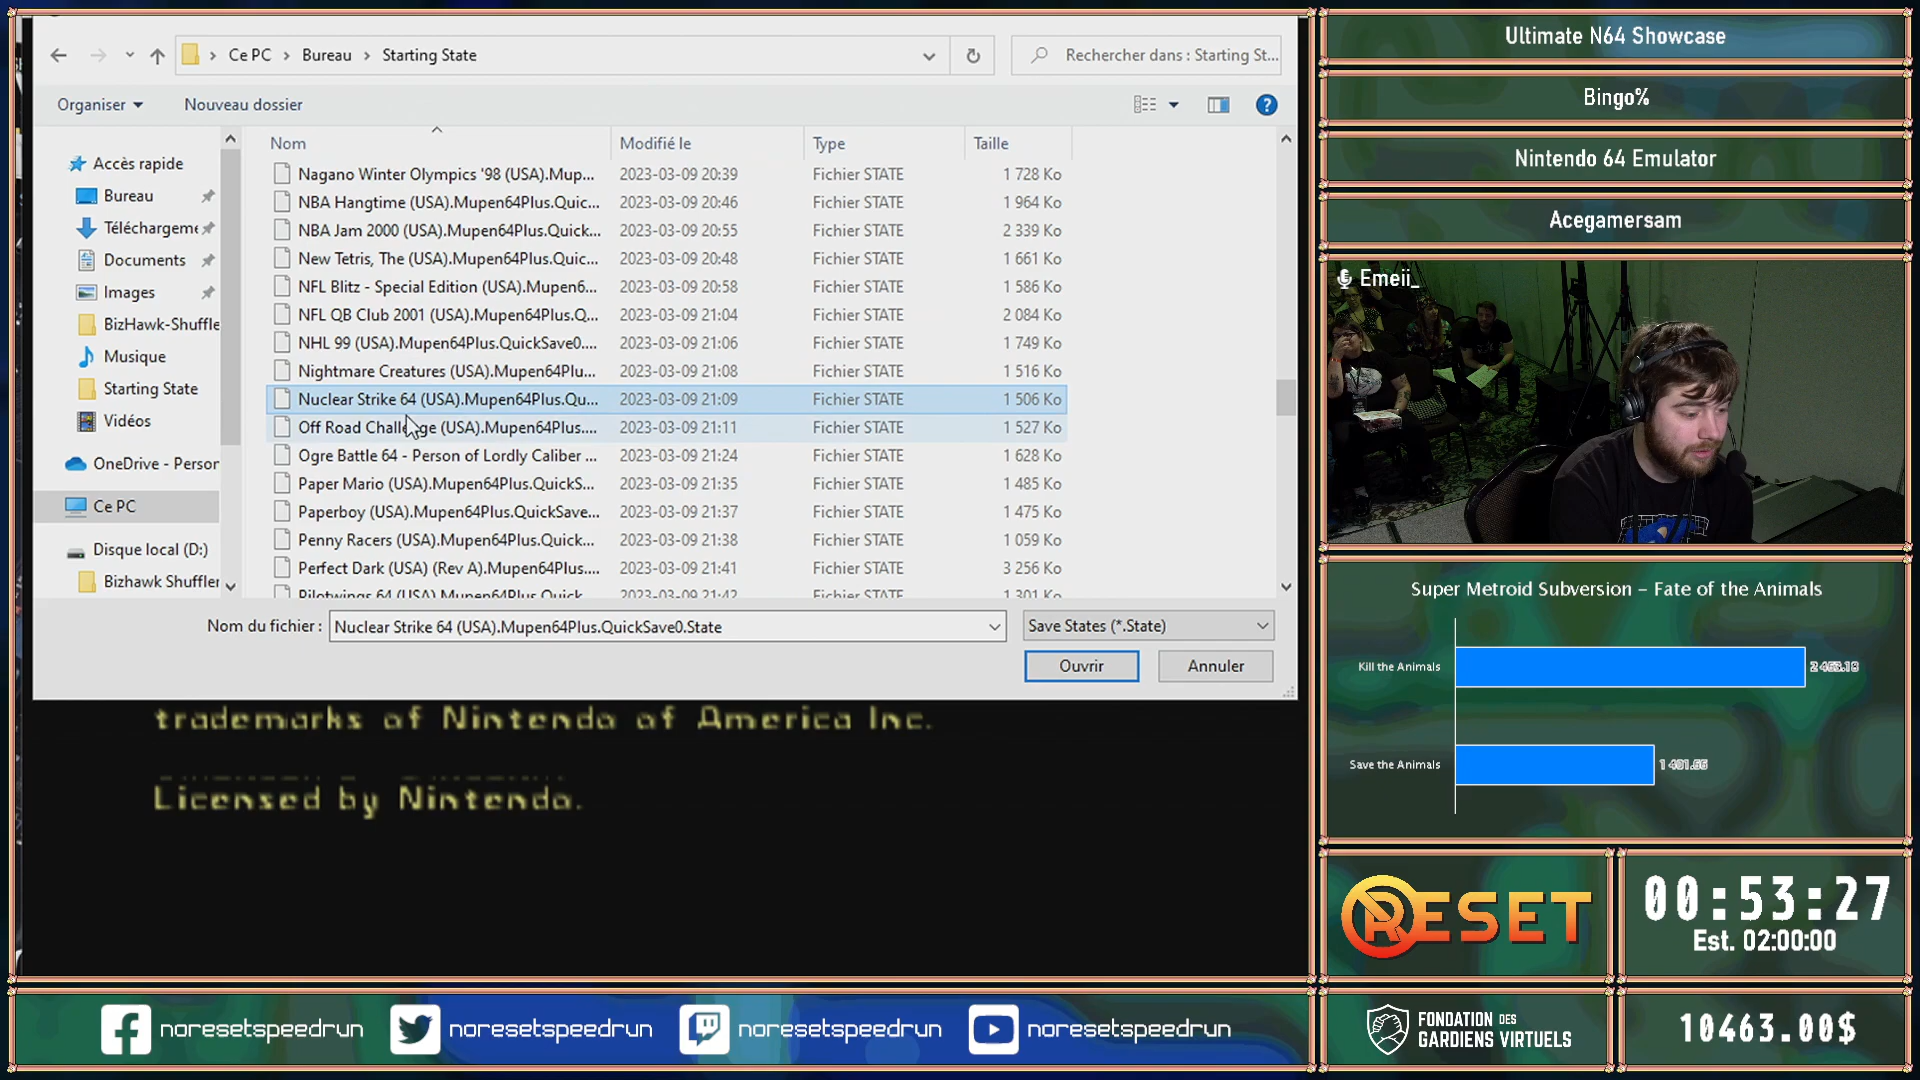 Ce PC
Bureau
Starting State
Rechercher dans : Starting St...
Organiser
Nouveau dossier
Nom
Modifié le
Type
Taille
Accès rapide
Bureau
Téléchargeme
Documents
Images
BizHawk-Shuffle
Musique
Starting State
Vidéos
OneDrive - Person
Ce PC
Disque local (D:)
Bizhawk Shuffler
Nagano Winter Olympics '98 (USA).Mup... 2023-03-09 20:39 Fichier STATE 1 728 Ko
NBA Hangtime (USA).Mupen64Plus.Quic... 2023-03-09 20:46 Fichier STATE 1 964 Ko
NBA Jam 2000 (USA).Mupen64Plus.Quick... 2023-03-09 20:55 Fichier STATE 2 339 Ko
New Tetris, The (USA).Mupen64Plus.Quic... 2023-03-09 20:48 Fichier STATE 1 661 Ko
NFL Blitz - Special Edition (USA).Mupen6... 2023-03-09 20:58 Fichier STATE 1 586 Ko
NFL QB Club 2001 (USA).Mupen64Plus.Q... 2023-03-09 21:04 Fichier STATE 2 084 Ko
NHL 99 (USA).Mupen64Plus.QuickSave0.... 2023-03-09 21:06 Fichier STATE 1 749 Ko
Nightmare Creatures (USA).Mupen64Plu... 2023-03-09 21:08 Fichier STATE 1 516 Ko
Nuclear Strike 64 (USA).Mupen64Plus.Qu... 2023-03-09 21:09 Fichier STATE 1 506 Ko
Off Road Challenge (USA).Mupen64Plus.... 2023-03-09 21:11 Fichier STATE 1 527 Ko
Ogre Battle 64 - Person of Lordly Caliber ... 2023-03-09 21:24 Fichier STATE 1 628 Ko
Paper Mario (USA).Mupen64Plus.QuickS... 2023-03-09 21:35 Fichier STATE 1 485 Ko
Paperboy (USA).Mupen64Plus.QuickSave... 2023-03-09 21:37 Fichier STATE 1 475 Ko
Penny Racers (USA).Mupen64Plus.Quick... 2023-03-09 21:38 Fichier STATE 1 059 Ko
Perfect Dark (USA) (Rev A).Mupen64Plus.... 2023-03-09 21:41 Fichier STATE 3 256 Ko
Pilotwings 64 (USA).Mupen64Plus.Quick... 2023-03-09 21:42 Fichier STATE 1 301 Ko
Nom du fichier : Nuclear Strike 64 (USA).Mupen64Plus.QuickSave0.State
Save States (*.State)
Ouvrir
Annuler
trademarks of Nintendo of America Inc.
Licensed by Nintendo.
Ultimate N64 Showcase
Bingo%
Nintendo 64 Emulator
Acegamersam
Emeii_
Super Metroid Subversion - Fate of the Animals
Kill the Animals
Save the Animals
RESET
00:53:27
Est. 02:00:00
noresetspeedrun
noresetspeedrun
noresetspeedrun
noresetspeedrun
FONDATION DES
GARDIENS VIRTUELS
10463.00$